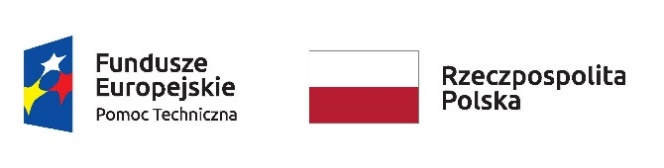 Fundusze
Europejskie
Pomoc Techniczna
Rzeczpospolita
Polska